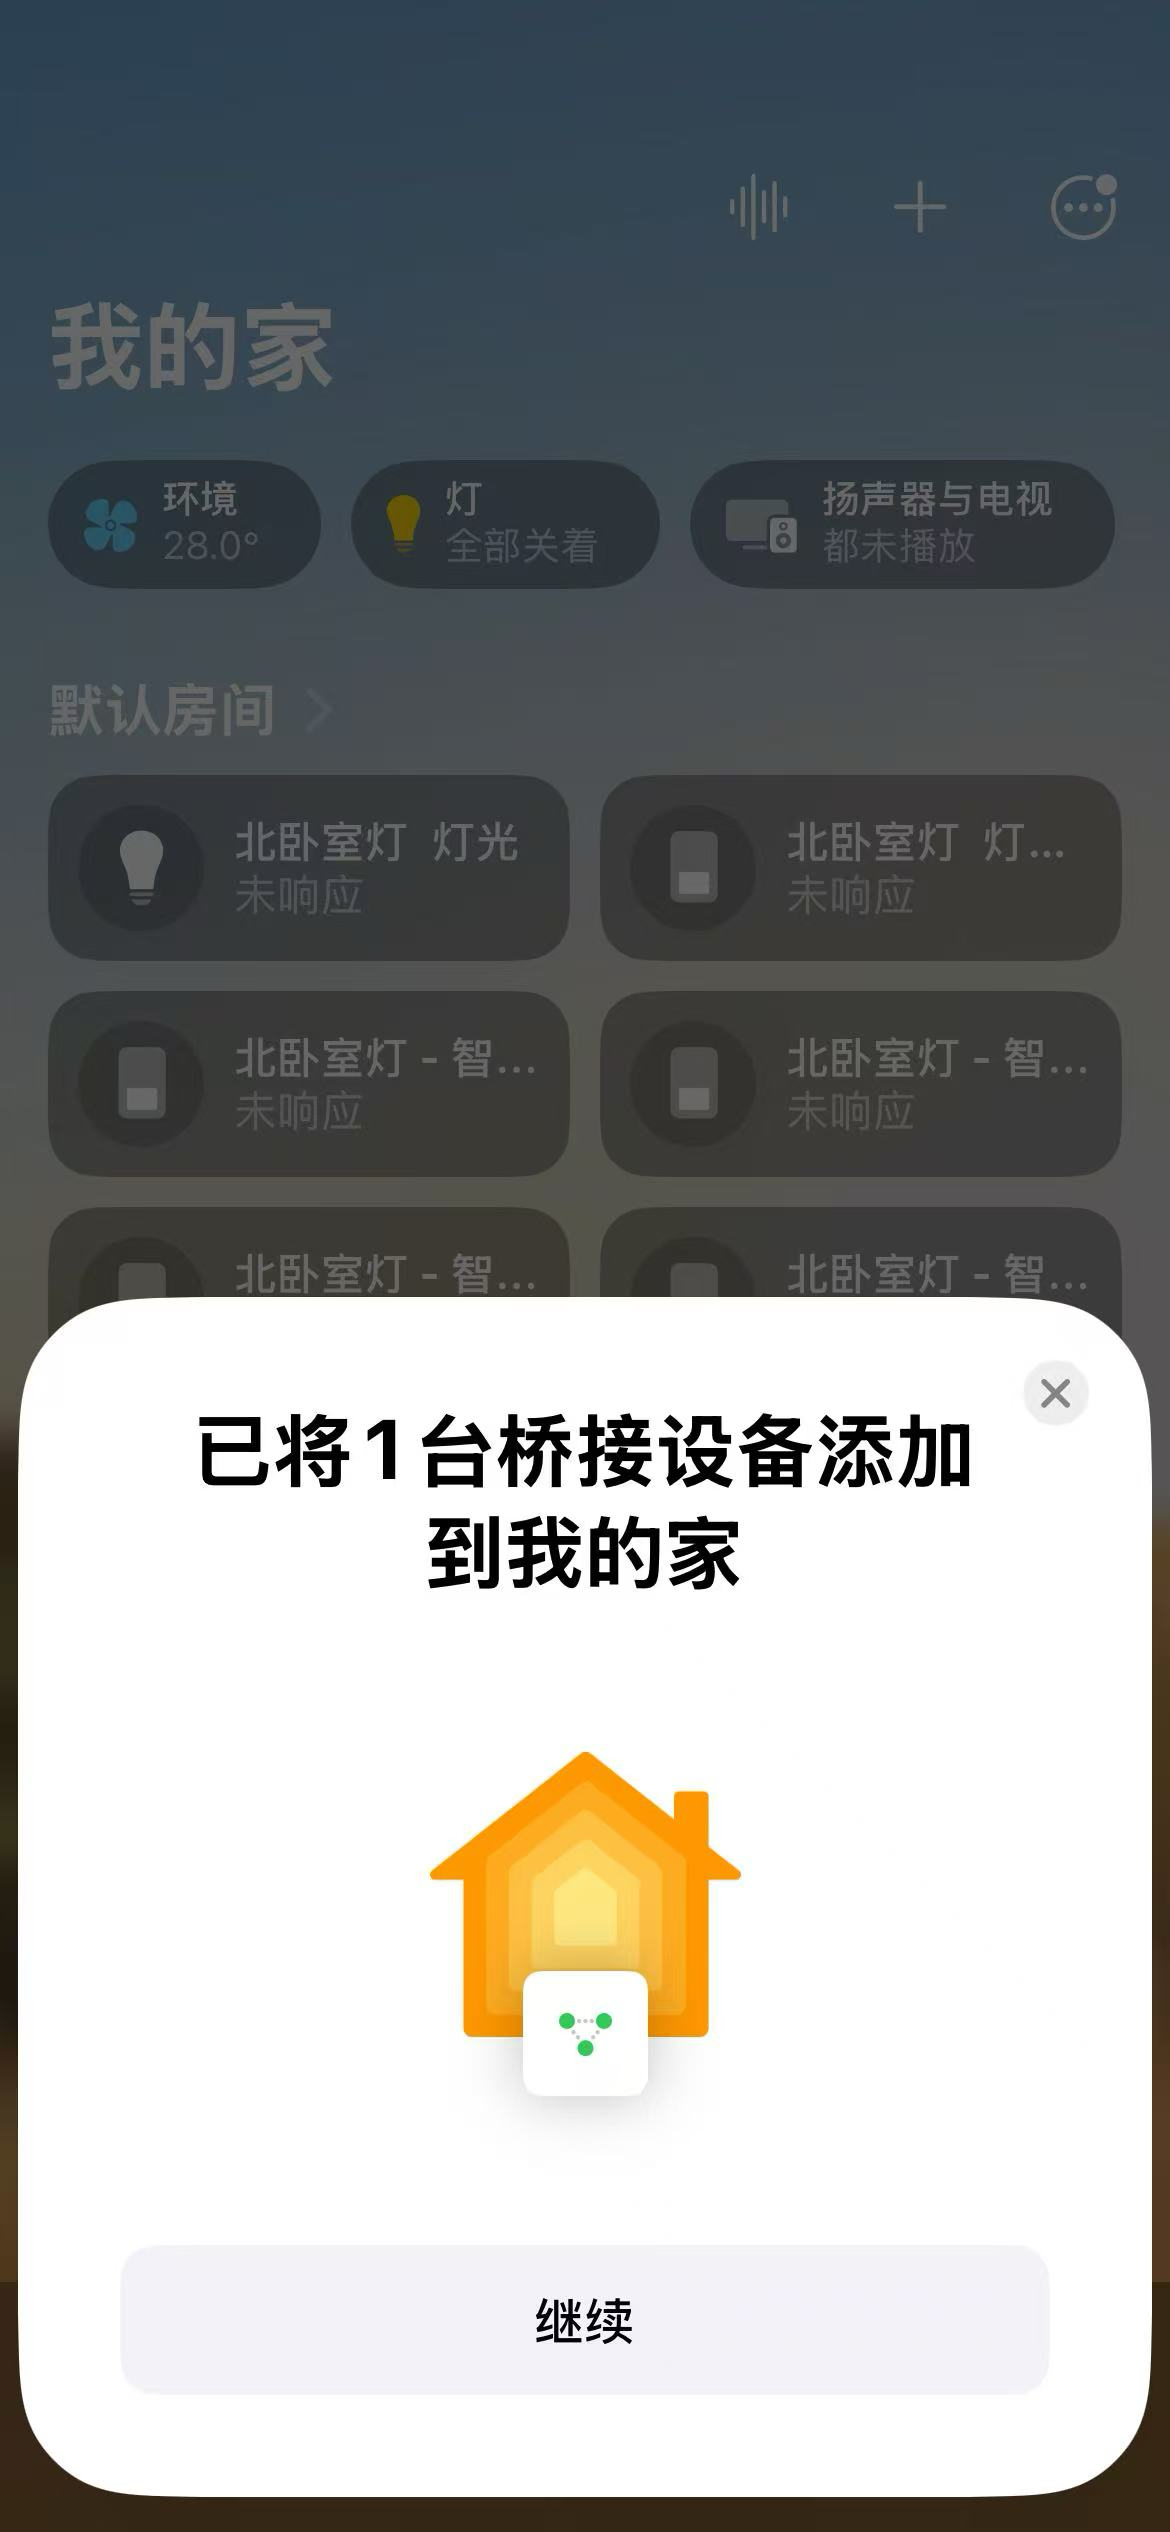 我的家
环境
28.0°
灯
全部关着
扬声器与电视
都未播放
默认房间
北卧室灯 灯光
未响应
北卧室灯 灯...
未响应
北卧室灯 - 智...
未响应
北卧室灯 - 智...
未响应
北卧室灯 - 智...
北卧室灯 - 智...
已将1台桥接设备添加
到我的家
继续